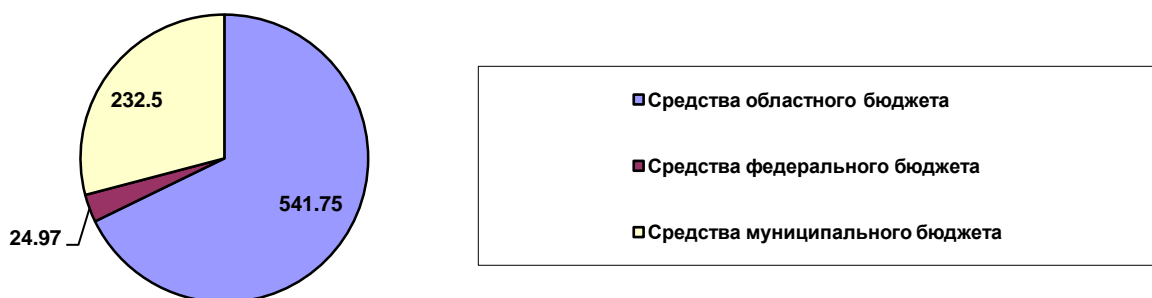 232.5
541.75
24.97
Средства областного бюджета
Средства федерального бюджета
Средства муниципального бюджета